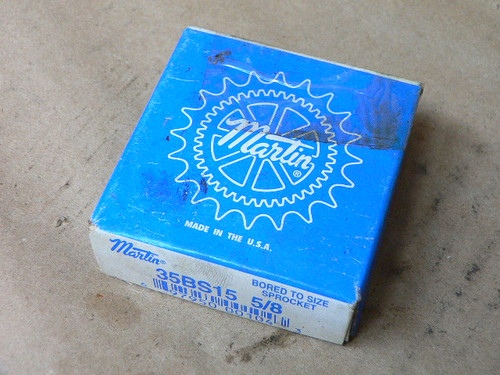 Martin®
MADE IN THE U.S.A.
Martin®
35BS15 5/8
BORED TO SIZE
SPROCKET